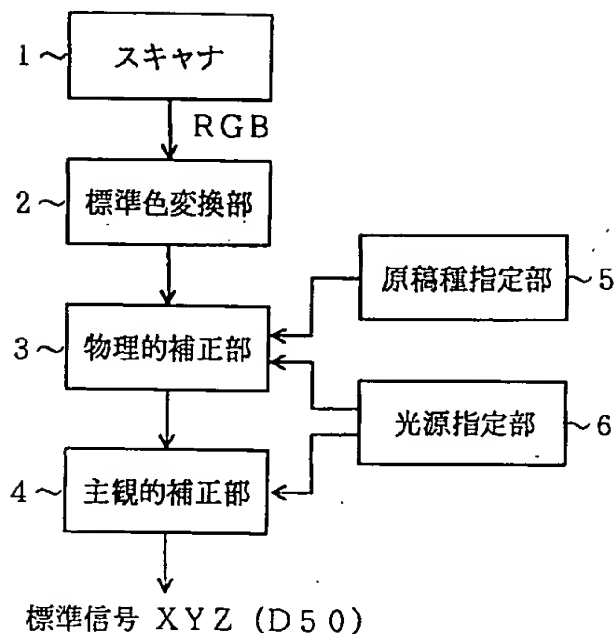 1 スキャナ
RGB
2 標準色変換部
原稿種指定部 5
3 物理的補正部
光源指定部 6
4 主観的補正部
標準信号 XYZ (D50)